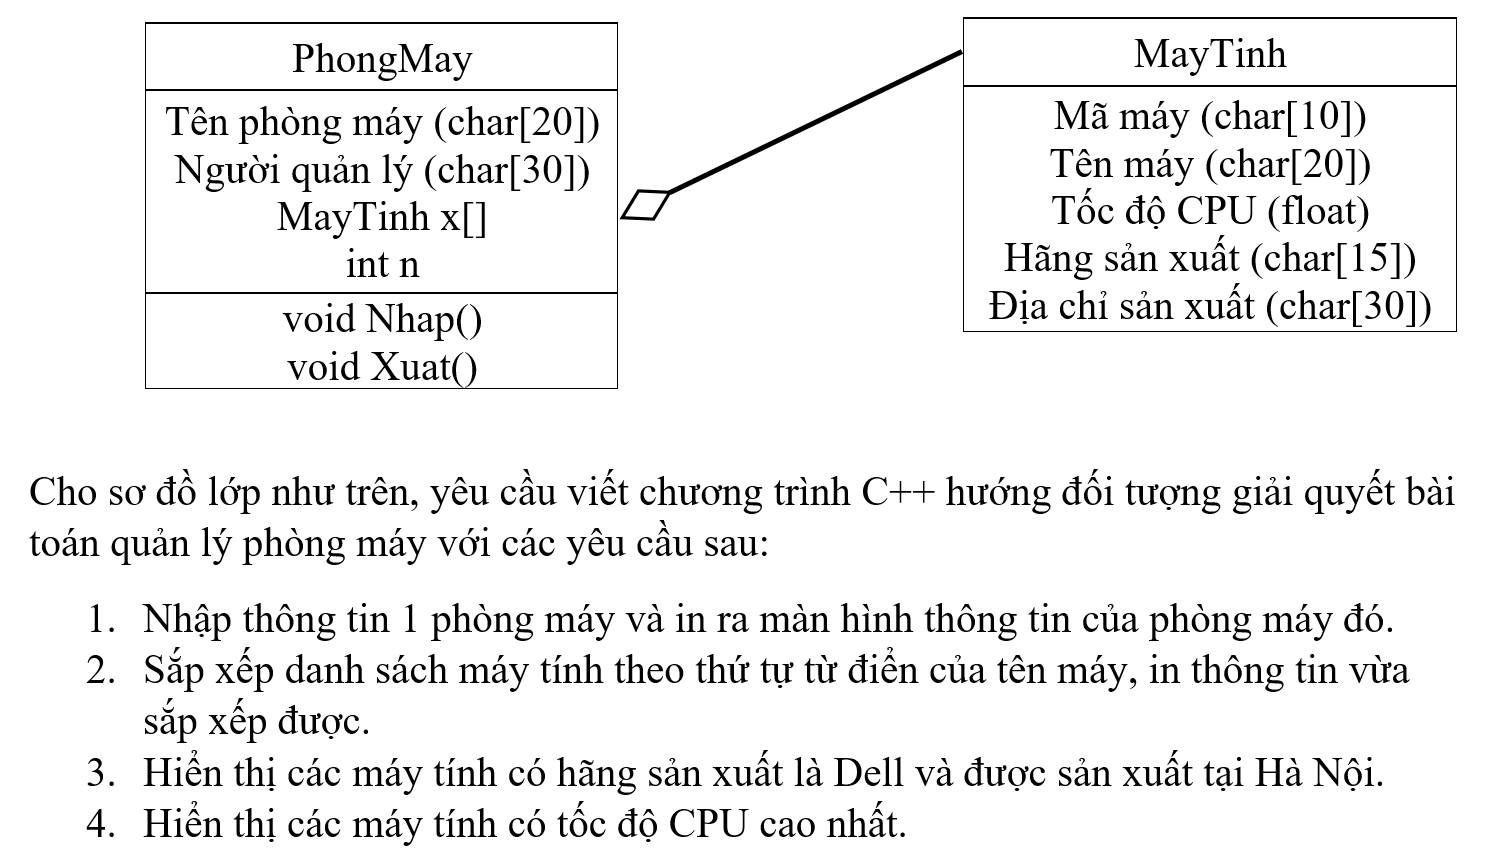 PhongMay
Tên phòng máy (char[20])
Người quản lý (char[30])
MayTinh x[]
int n
void Nhap()
void Xuat()
MayTinh
Mã máy (char[10])
Tên máy (char[20])
Tốc độ CPU (float)
Hãng sản xuất (char[15])
Địa chỉ sản xuất (char[30])
Cho sơ đồ lớp như trên, yêu cầu viết chương trình C++ hướng đối tượng giải quyết bài
toán quản lý phòng máy với các yêu cầu sau:
1. Nhập thông tin 1 phòng máy và in ra màn hình thông tin của phòng máy đó.
2. Sắp xếp danh sách máy tính theo thứ tự từ điển của tên máy, in thông tin vừa
sắp xếp được.
3. Hiển thị các máy tính có hãng sản xuất là Dell và được sản xuất tại Hà Nội.
4. Hiển thị các máy tính có tốc độ CPU cao nhất.